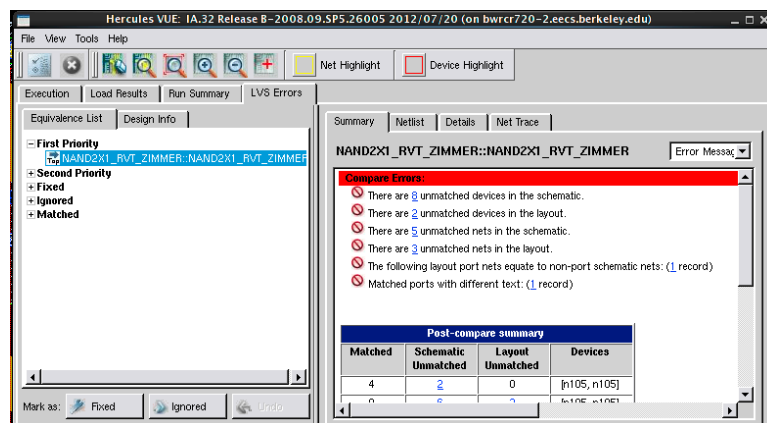 Hercules VUE: IA.32 Release B-2008.09.SP5.26005 2012/07/20 (on bwrcr720-2.eecs.berkeley.edu)
File View Tools Help
Net Highlight Device Highlight
Execution Load Results Run Summary LVS Errors
Equivalence List Design Info
First Priority
Top NAND2X1_RVT_ZIMMER::NAND2X1_RVT_ZIMMER
Second Priority
Fixed
Ignored
Matched
Mark as: Fixed Ignored Undo
Summary Netlist Details Net Trace
NAND2X1_RVT_ZIMMER::NAND2X1_RVT_ZIMMER Error Messag
Compare Errors:
There are 8 unmatched devices in the schematic.
There are 2 unmatched devices in the layout.
There are 5 unmatched nets in the schematic.
There are 3 unmatched nets in the layout.
The following layout port nets equate to non-port schematic nets: (1 record)
Matched ports with different text: (1 record)
Post-compare summary
Matched Schematic Unmatched Layout Unmatched Devices
4 2 0 [n105, n105]